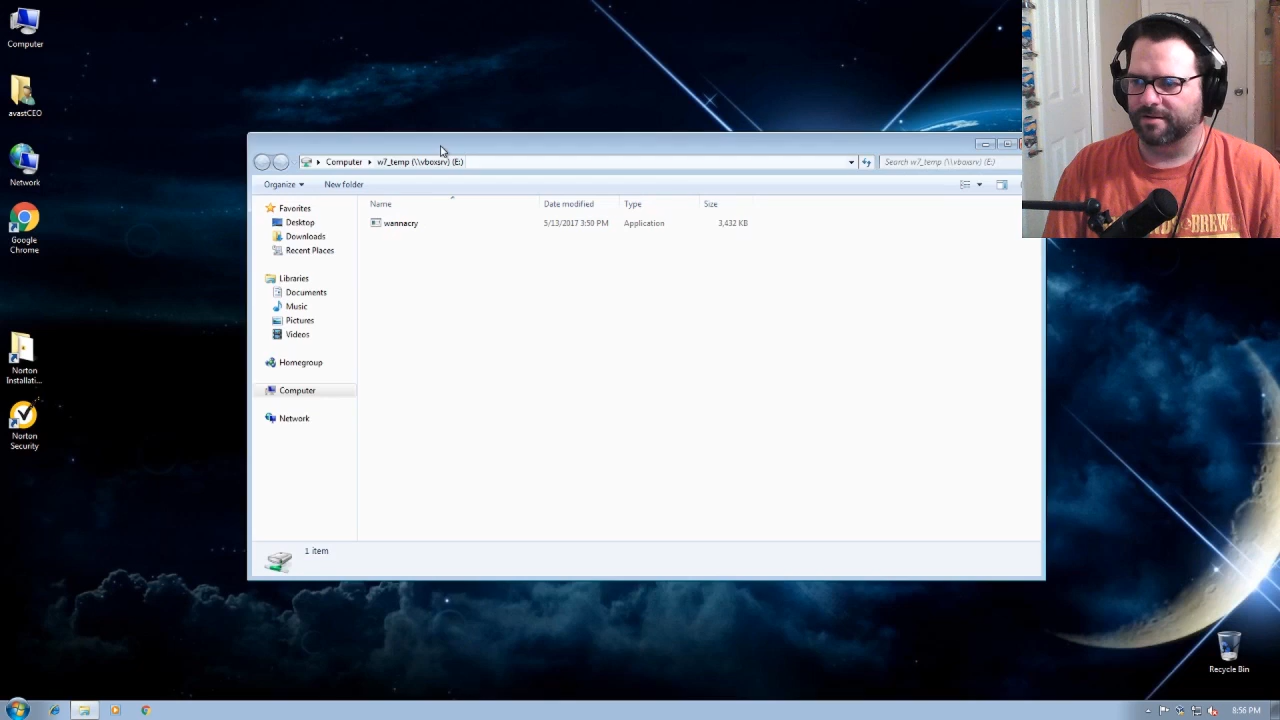 Computer
avastCEO
Network
Google
Chrome
Norton
Installati...
Norton
Security
Computer
w7_temp (\\vboxsrv) (E:)
Search w7_temp (\\vboxsrv) (E:)
Organize
New folder
Name
Date modified
Type
Size
wannacry
5/13/2017 3:50 PM
Application
3,432 KB
Favorites
Desktop
Downloads
Recent Places
Libraries
Documents
Music
Pictures
Videos
Homegroup
Computer
Network
1 item
Recycle Bin
8:56 PM